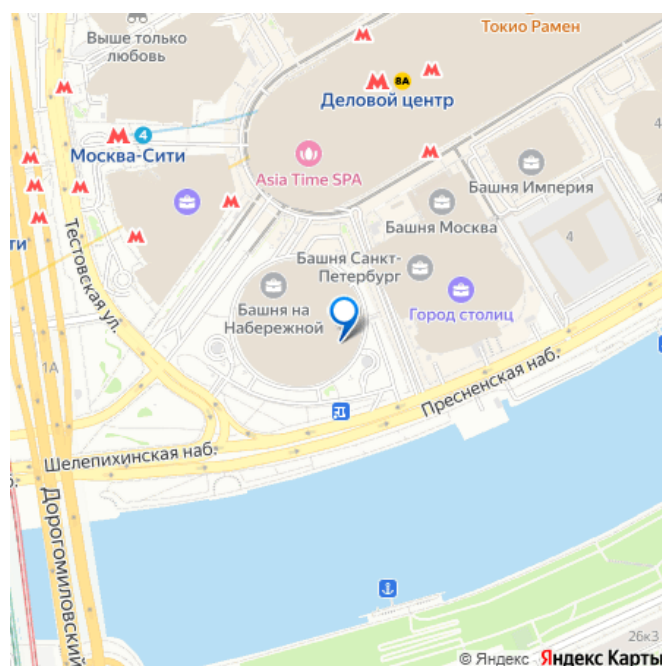 Токио Рамен
Выше только
любовь
8А
Деловой центр
4
Москва-Сити
Asia Time SPA
Башня Империя
Башня Москва
4
4
Башня Санкт-
Петербург
Город столиц
Башня на
Набережной
Тестовская ул.
ти
1А
Пресненская наб.
Шелепихинская наб.
р.
Дорогомиловский
26к3
© Яндекс Яндекс Карты